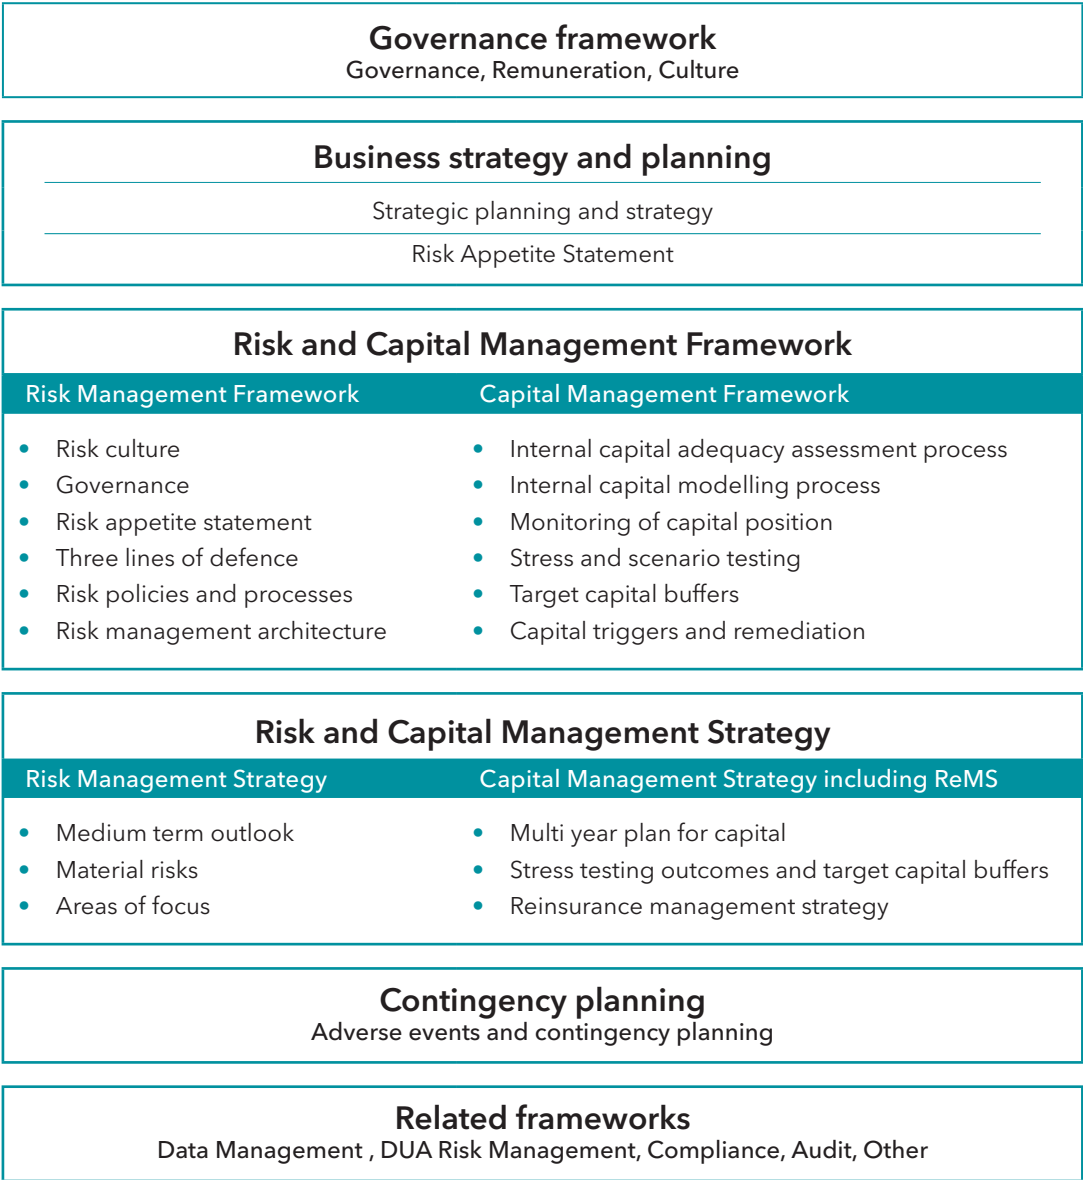 Governance framework
Governance, Remuneration, Culture
Business strategy and planning
Strategic planning and strategy
Risk Appetite Statement
Risk and Capital Management Framework
Risk Management Framework
Capital Management Framework
• Risk culture
• Governance
• Risk appetite statement
• Three lines of defence
• Risk policies and processes
• Risk management architecture
• Internal capital adequacy assessment process
• Internal capital modelling process
• Monitoring of capital position
• Stress and scenario testing
• Target capital buffers
• Capital triggers and remediation
Risk and Capital Management Strategy
Risk Management Strategy
Capital Management Strategy including ReMS
• Medium term outlook
• Material risks
• Areas of focus
• Multi year plan for capital
• Stress testing outcomes and target capital buffers
• Reinsurance management strategy
Contingency planning
Adverse events and contingency planning
Related frameworks
Data Management , DUA Risk Management, Compliance, Audit, Other